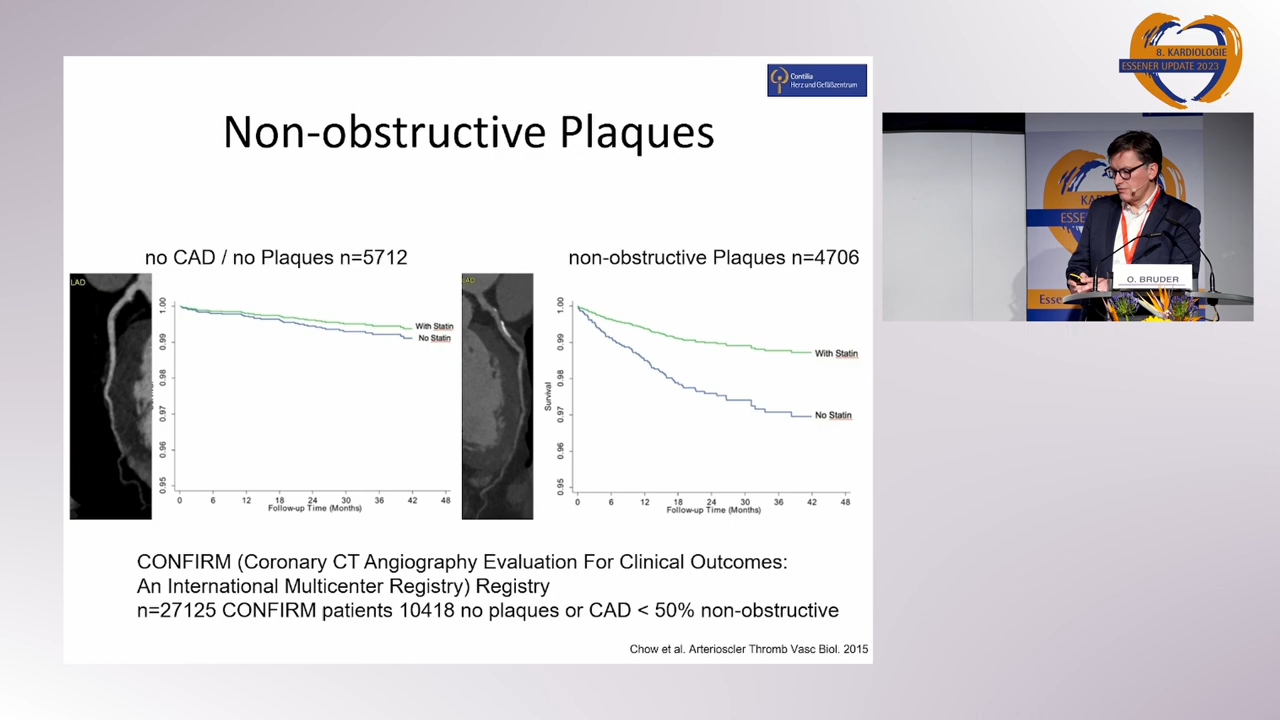 8. KARDIOLOGIE
ESSENER UPDATE 2023
Contilia
Herz und Gefäßzentrum
Non-obstructive Plaques
no CAD / no Plaques n=5712
non-obstructive Plaques n=4706
LAD
1.00
0.99
0.98
0.97
0.96
0.95
With Statin
No Statin
0 6 12 18 24 30 36 42 48
Follow-up Time (Months)
LAD
Survival
1.00
0.99
0.98
0.97
0.96
0.95
With Statin
No Statin
0 6 12 18 24 30 36 42 48
Follow-up Time (Months)
CONFIRM (Coronary CT Angiography Evaluation For Clinical Outcomes:
An International Multicenter Registry) Registry
n=27125 CONFIRM patients 10418 no plaques or CAD < 50% non-obstructive
Chow et al. Arterioscler Thromb Vasc Biol. 2015
O. BRUDER